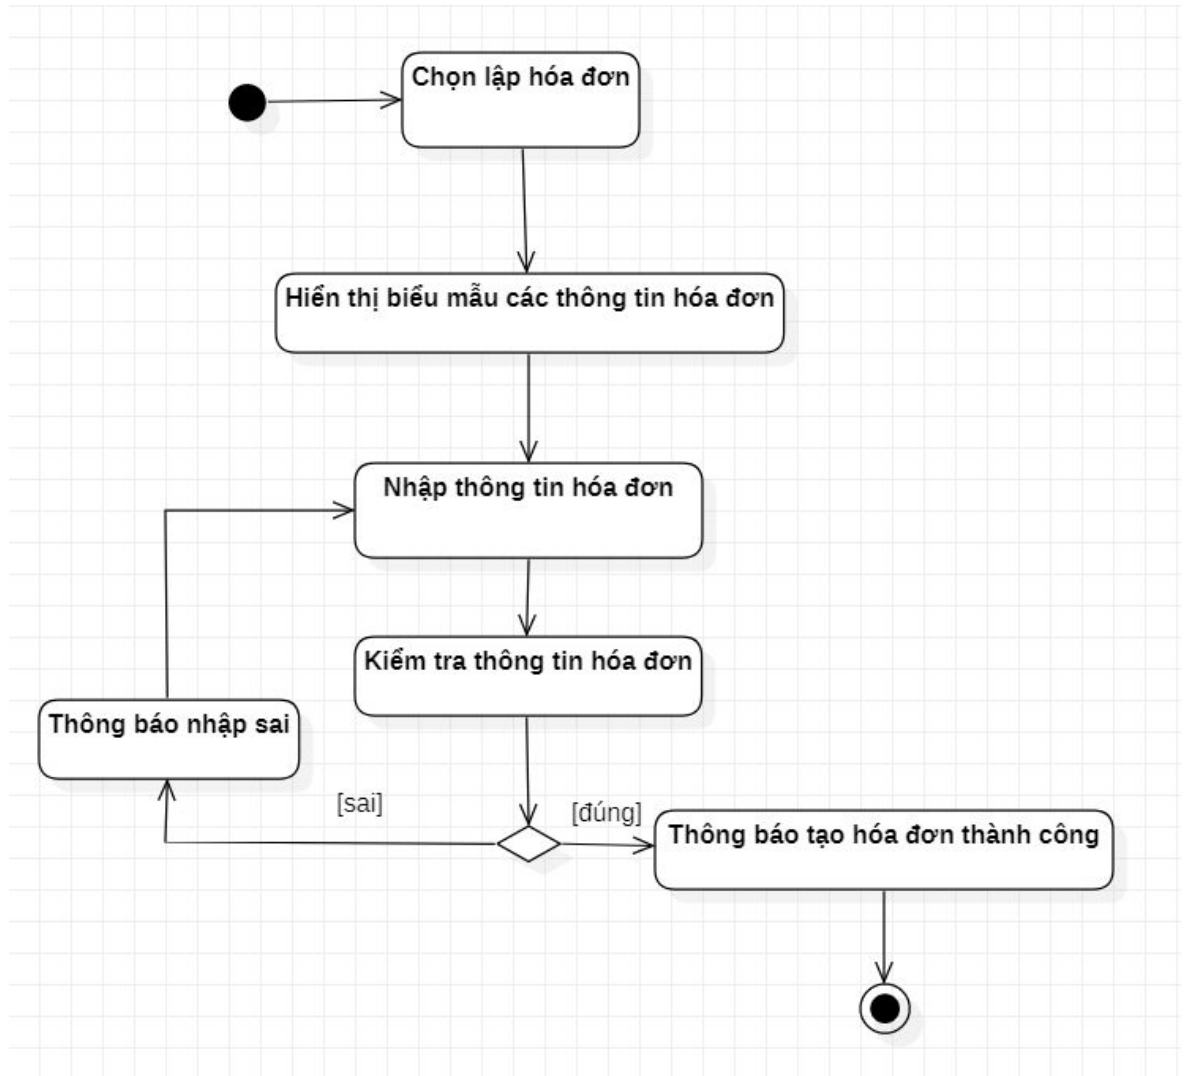 Chọn lập hóa đơn
Hiển thị biểu mẫu các thông tin hóa đơn
Nhập thông tin hóa đơn
Kiểm tra thông tin hóa đơn
Thông báo nhập sai
[sai]
[đúng]
Thông báo tạo hóa đơn thành công